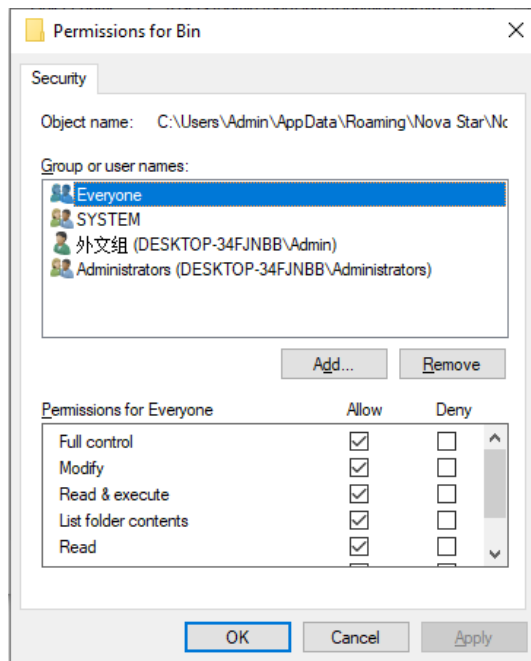 Permissions for Bin
Security
Object name: C:\Users\Admin\AppData\Roaming\Nova Star\Nc
Group or user names:
Everyone
SYSTEM
外文组 (DESKTOP-34FJNBB\Admin)
Administrators (DESKTOP-34FJNBB\Administrators)
Add... Remove
Permissions for Everyone Allow Deny
Full control
Modify
Read & execute
List folder contents
Read
OK Cancel Apply